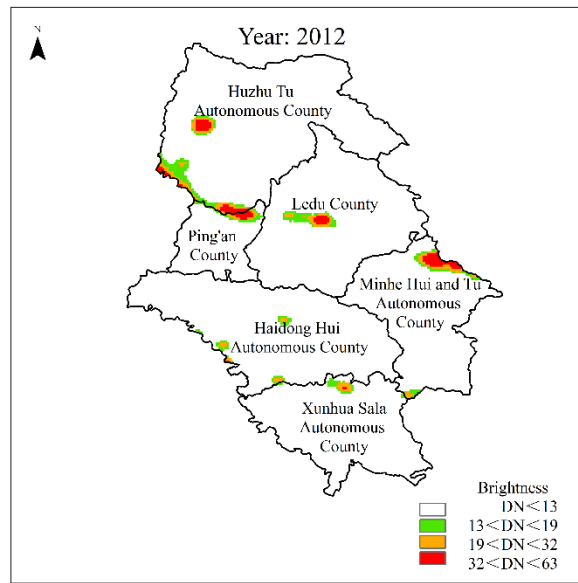 Year: 2012
N
Huzhu Tu
Autonomous County
Ledu County
Ping'an
County
Minhe Hui and Tu
Autonomous
County
Haidong Hui
Autonomous County
Xunhua Sala
Autonomous
County
Brightness
DN<13
13<DN<19
19<DN<32
32<DN<63